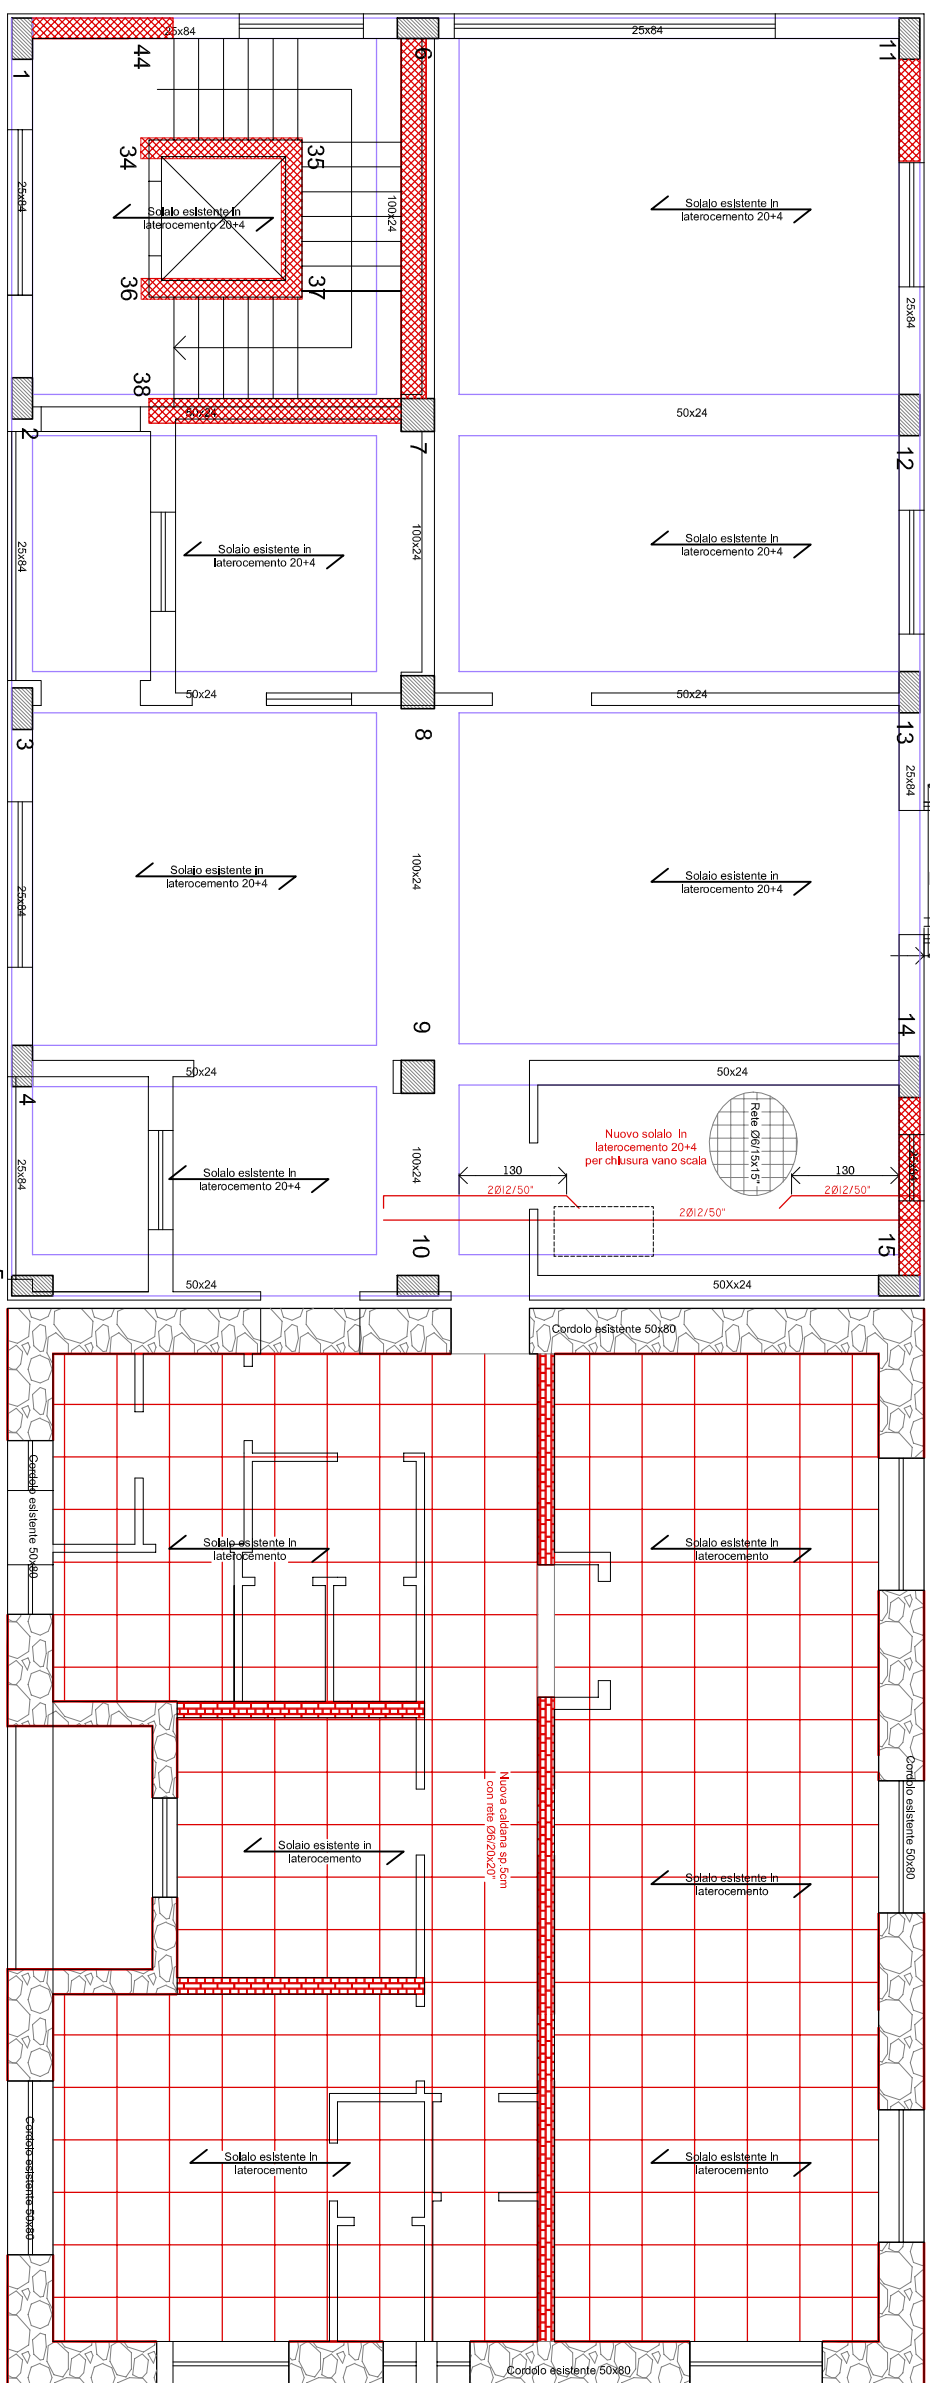 25x84
25x84
44
6
11
1
34
35
Solaio esistente in
laterocemento 20+4
Solaio esistente in
laterocemento 20+4
25x84
100x24
36
37
25x84
38
50x24
50x24
2
7
12
Solaio esistente in
laterocemento 20+4
Solaio esistente in
laterocemento 20+4
25x84
100x24
50x24
50x24
3
8
13
25x84
Solaio esistente in
laterocemento 20+4
Solaio esistente in
laterocemento 20+4
25x84
100x24
9
14
50x24
50x24
4
Nuovo solaio in
laterocemento 20+4
per chiusura vano scala
Rete Ø6/15x15"
25x84
Solaio esistente in
laterocemento 20+4
25x84
100x24
130
130
2Ø12/50"
2Ø12/50"
2Ø12/50"
10
15
50x24
50Xx24
Cordolo esistente 50x80
Cordolo esistente 50x80
Solaio esistente in
laterocemento
Solaio esistente in
laterocemento
Nuova caldana sp.5cm
con rete Ø6/20x20"
Cordolo esistente 50x80
Solaio esistente in
laterocemento
Solaio esistente in
laterocemento
Cordolo esistente 50x80
Solaio esistente in
laterocemento
Solaio esistente in
laterocemento
Cordolo esistente 50x80